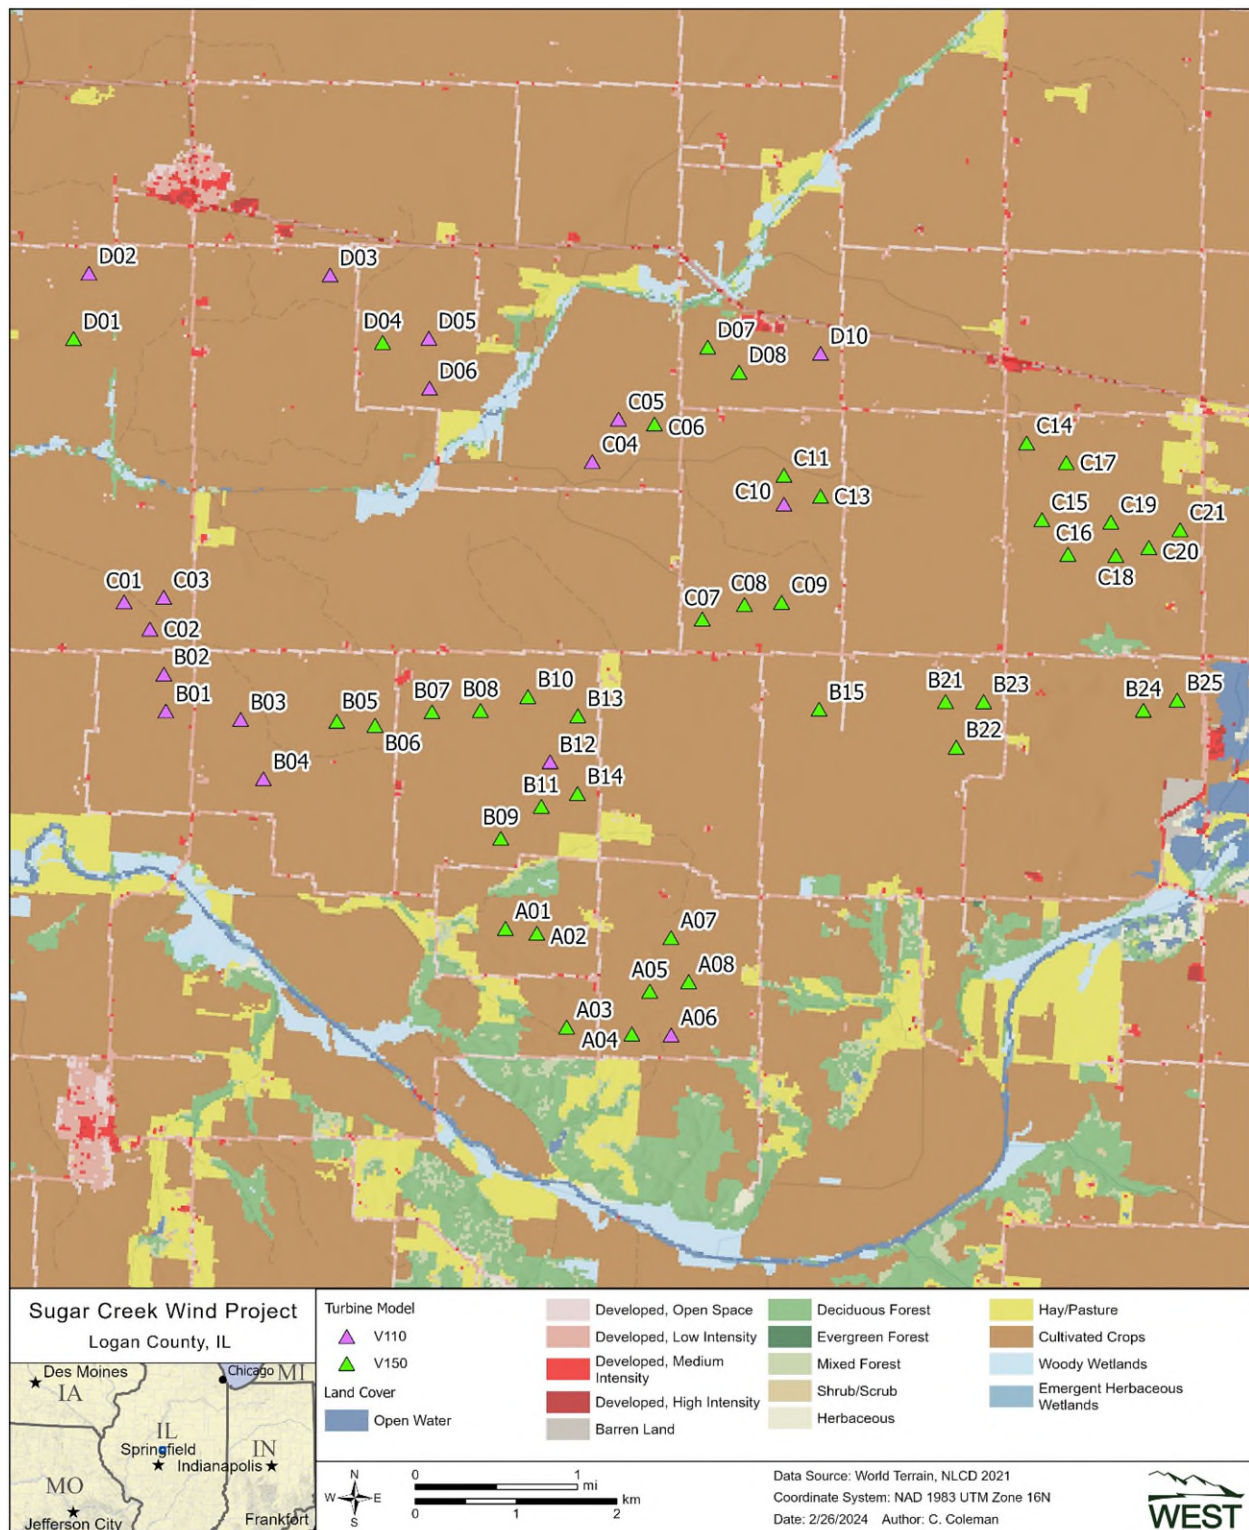 D02
D03
D01
D04
D05
D06
D07
D08
D10
C05
C06
C04
C14
C17
C11
C10
C13
C15
C16
C19
C21
C20
C18
C01
C03
C02
C07
C08
C09
B02
B01
B03
B05
B06
B07
B08
B10
B13
B15
B21
B23
B24
B25
B22
B04
B12
B11
B14
B09
A01
A02
A07
A05
A08
A03
A04
A06
Sugar Creek Wind Project
Logan County, IL
Des Moines
IA
Chicago
MI
IL
Springfield
IN
Indianapolis
MO
Jefferson City
Frankfort
Turbine Model
V110
V150
Land Cover
Open Water
Developed, Open Space
Developed, Low Intensity
Developed, Medium
Intensity
Developed, High Intensity
Barren Land
Deciduous Forest
Evergreen Forest
Mixed Forest
Shrub/Scrub
Herbaceous
Hay/Pasture
Cultivated Crops
Woody Wetlands
Emergent Herbaceous
Wetlands
N
W E
S
0 1
mi
km
0 1 2
Data Source: World Terrain, NLCD 2021
Coordinate System: NAD 1983 UTM Zone 16N
Date: 2/26/2024 Author: C. Coleman
WEST